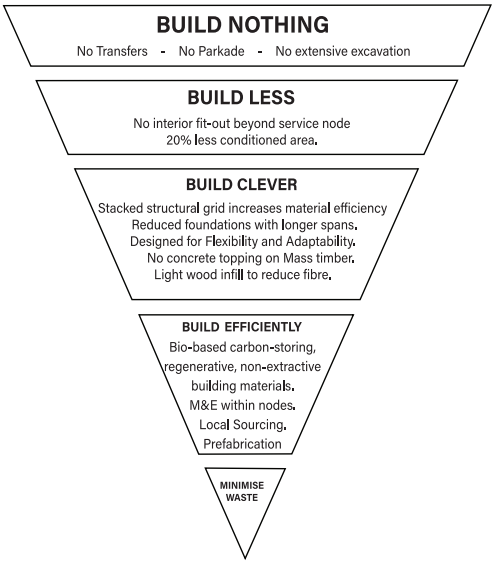 BUILD NOTHING
No Transfers - No Parkade - No extensive excavation
BUILD LESS
No interior fit-out beyond service node
20% less conditioned area.
BUILD CLEVER
Stacked structural grid increases material efficiency
Reduced foundations with longer spans.
Designed for Flexibility and Adaptability.
No concrete topping on Mass timber.
Light wood infill to reduce fibre.
BUILD EFFICIENTLY
Bio-based carbon-storing,
regenerative, non-extractive
building materials.
M&E within nodes.
Local Sourcing.
Prefabrication
MINIMISE
WASTE